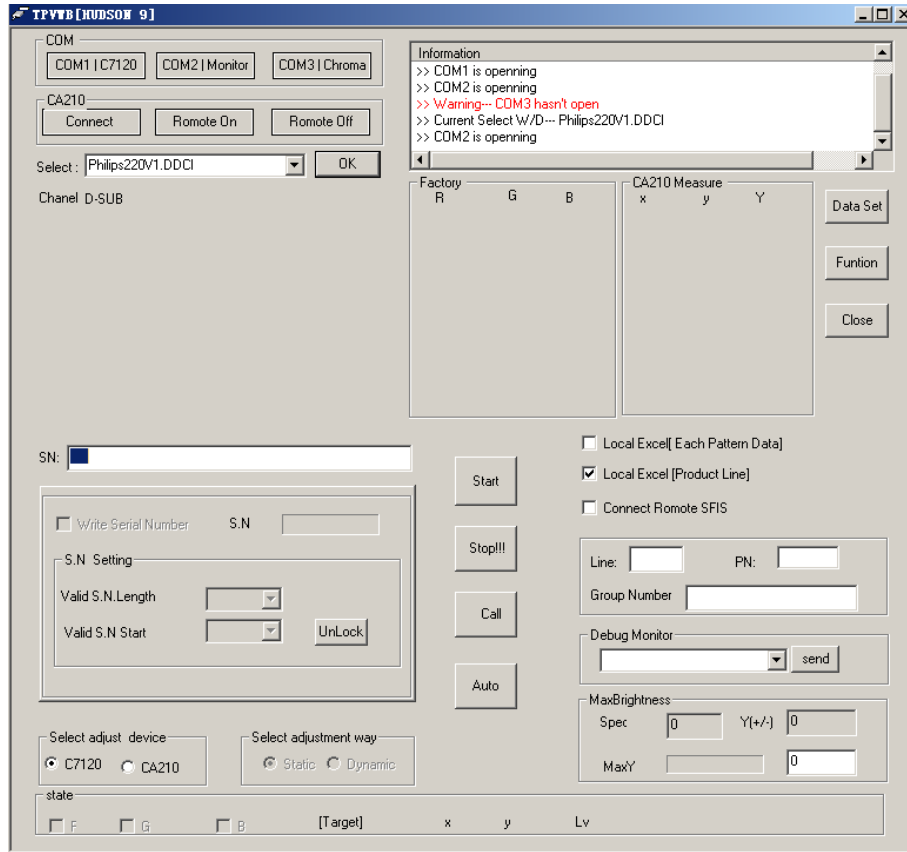 TPVWB[HUDSON 9]
COM
COM1 | C7120 COM2 | Monitor COM3 | Chroma
CA210
Connect Romote On Romote Off
Select : Philips220V1.DDCI OK
Chanel D-SUB
Information
>> COM1 is openning
>> COM2 is openning
>> Warning--- COM3 hasn't open
>> Current Select W/D--- Philips220V1.DDCI
>> COM2 is openning
Factory
R G B
CA210 Measure
x y Y
Data Set
Funtion
Close
SN:
Write Serial Number S.N
S.N Setting
Valid S.N.Length
Valid S.N Start UnLock
Start
Stop!!!
Call
Auto
Local Excel[ Each Pattern Data]
Local Excel [Product Line]
Connect Romote SFIS
Line: PN:
Group Number
Debug Monitor
send
MaxBrightness
Spec 0 Y(+/-) 0
MaxY 0
Select adjust device
C7120 CA210
Select adjustment way
Static Dynamic
state
F G B [Target] x y Lv